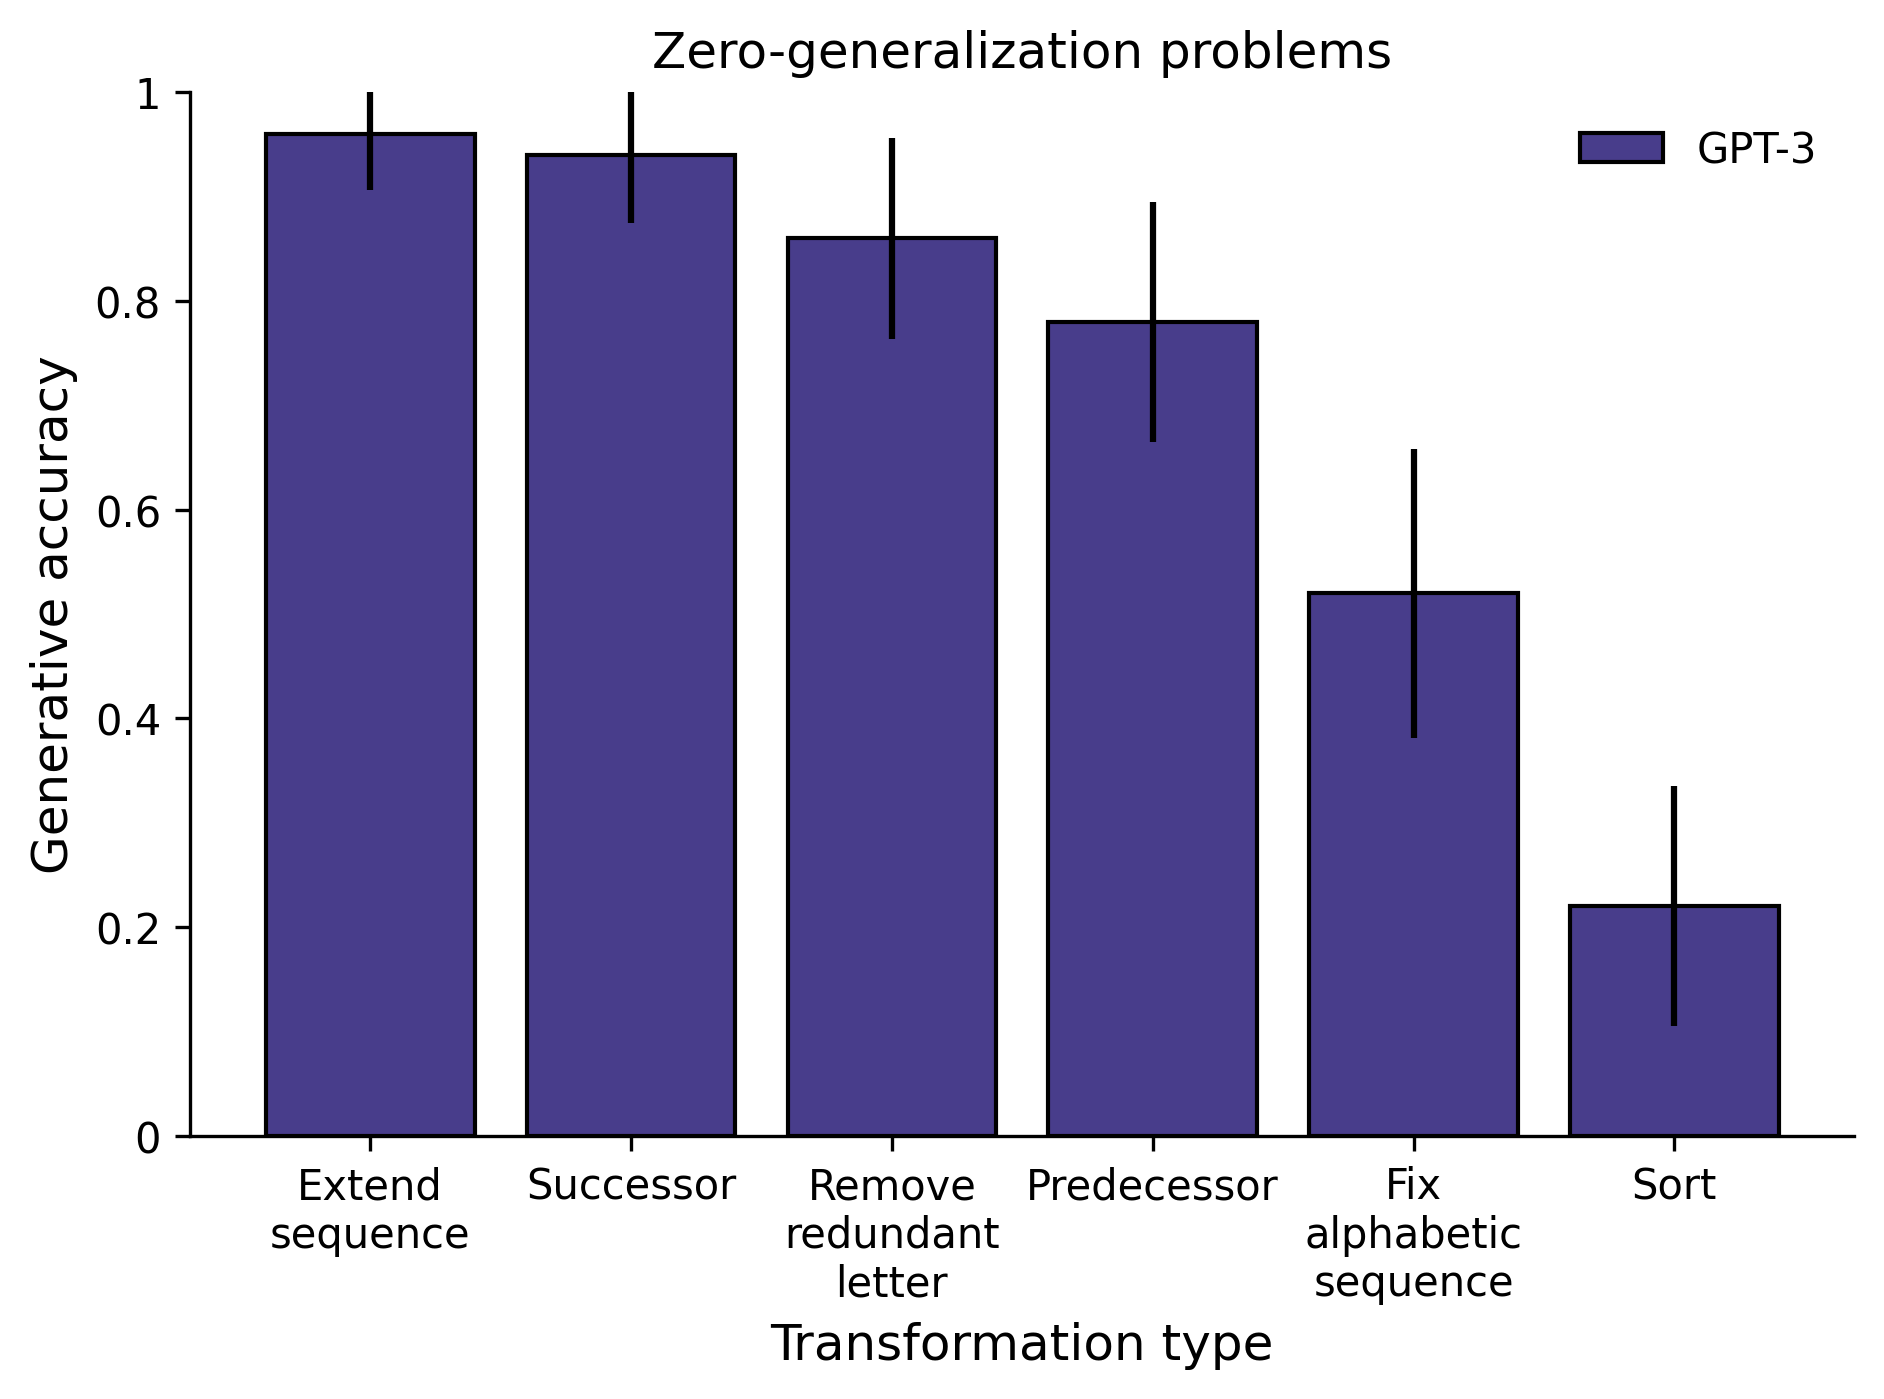 Zero-generalization problems
GPT-3
Generative accuracy
1
0.8
0.6
0.4
0.2
0
Extend
sequence
Successor
Remove
redundant
letter
Predecessor
Fix
alphabetic
sequence
Sort
Transformation type